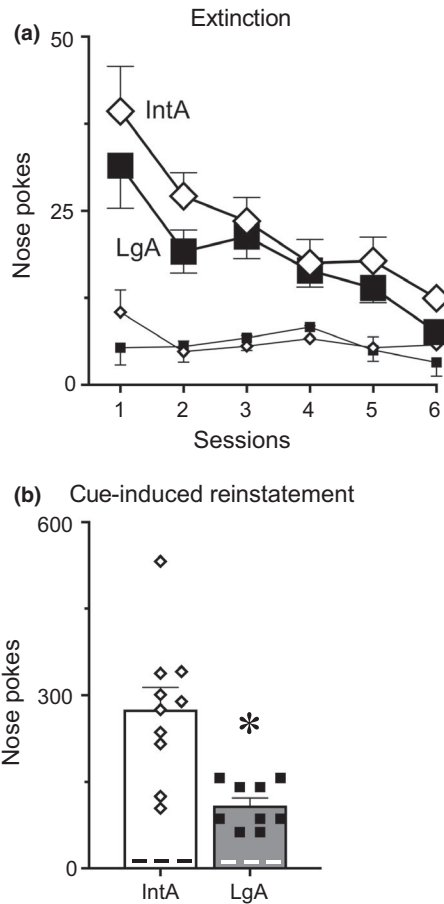 (a) Extinction
50
IntA
25
LgA
0
Nose pokes
1 2 3 4 5 6
Sessions
(b) Cue-induced reinstatement
600
300
*
0
Nose pokes
IntA LgA